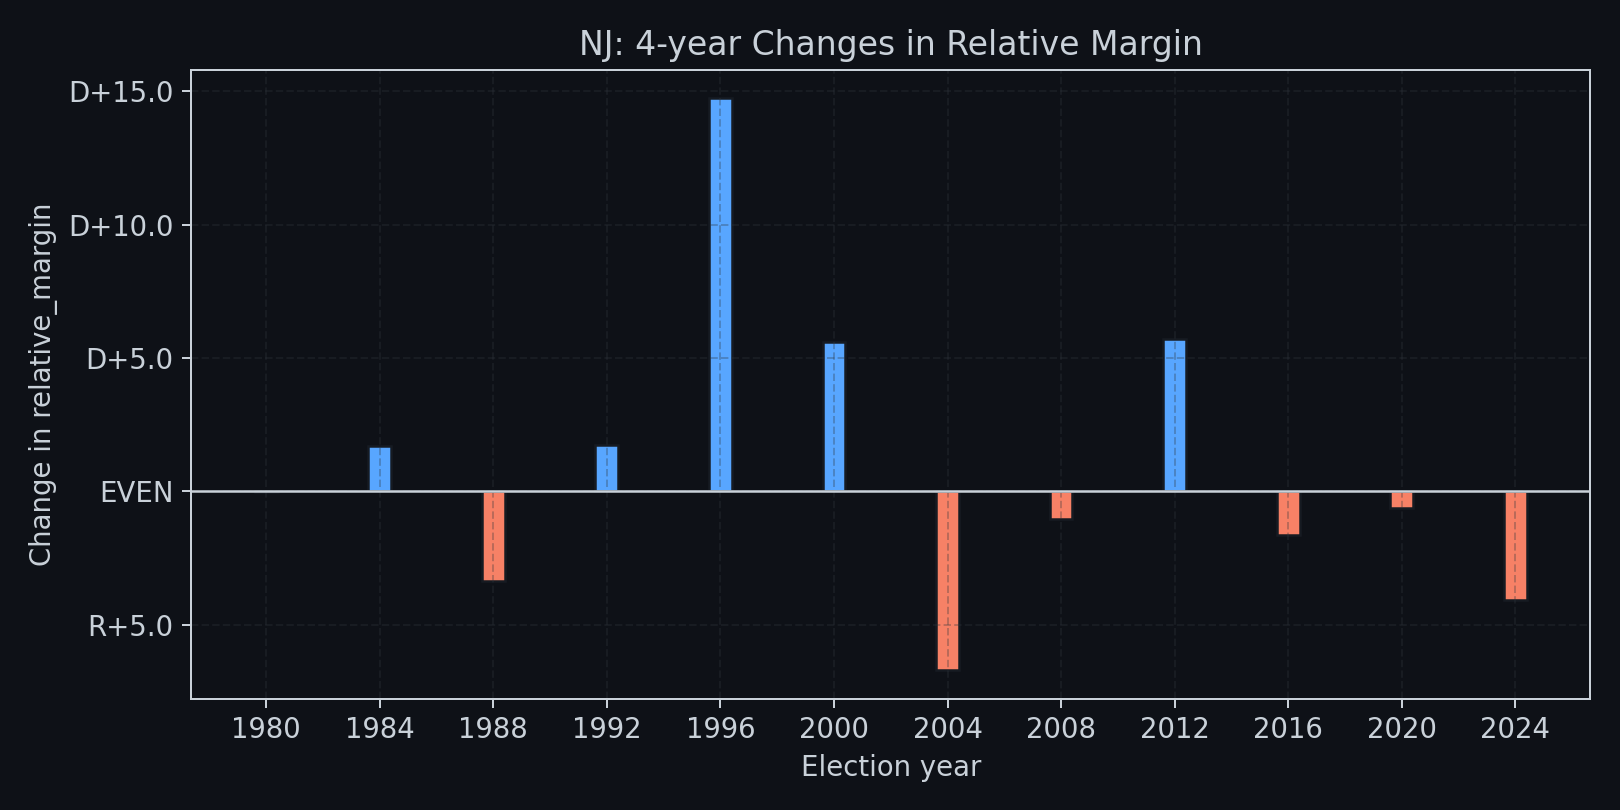 NJ: 4-year Changes in Relative Margin
Change in relative_margin
D+15.0
D+10.0
D+5.0
EVEN
R+5.0
1980 1984 1988 1992 1996 2000 2004 2008 2012 2016 2020 2024
Election year